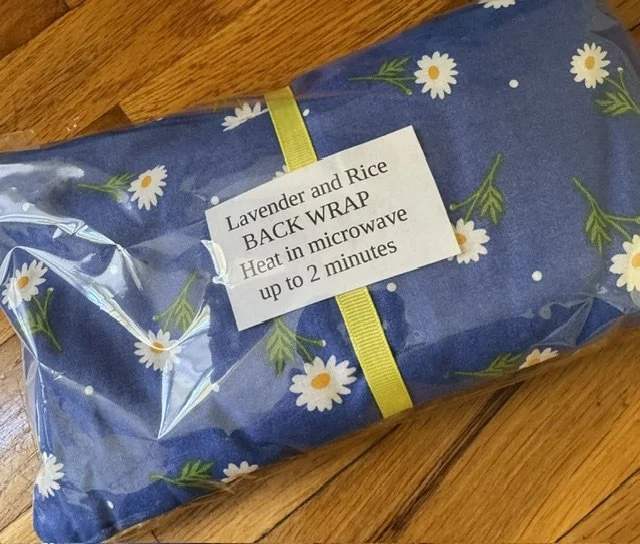 Lavender and Rice
BACK WRAP
Heat in microwave
up to 2 minutes